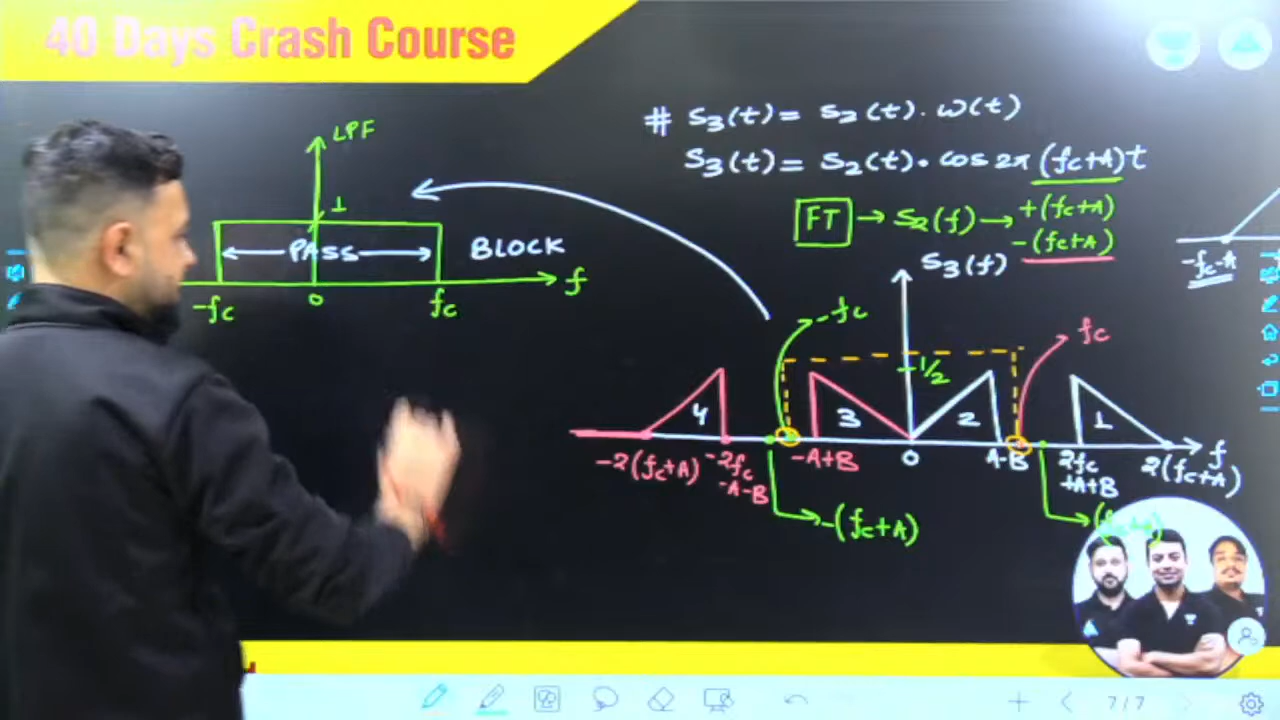 40 Days Crash Course
LPF
1
PASS
BLOCK
-fc
0
fc
f
# S3(t) = S2(t). w(t)
S3(t) = S2(t). cos 2π (fc+A)t
FT → S2(f) → +(fc+A)
-(fc+A)
S3(f)
-fc-A
-fc
fc
1/2
4
3
2
1
-2(fc+A)
-2fc
-A-B
-A+B
0
A-B
2fc
+A+B
2(fc+A)
f
-(fc+A)
7/7